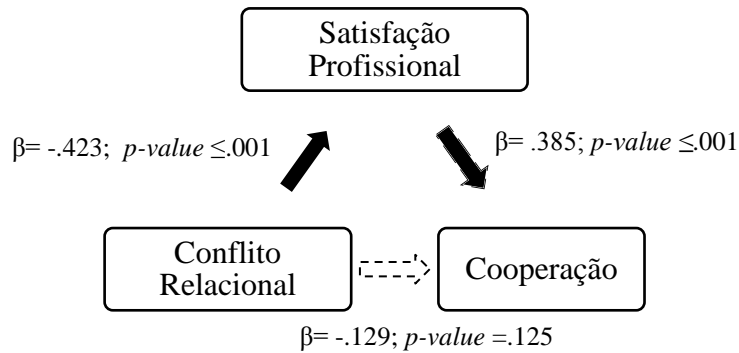 Satisfação
Profissional
β= -.423; p-value ≤.001
β= .385; p-value ≤.001
Conflito
Relacional
Cooperação
β= -.129; p-value =.125